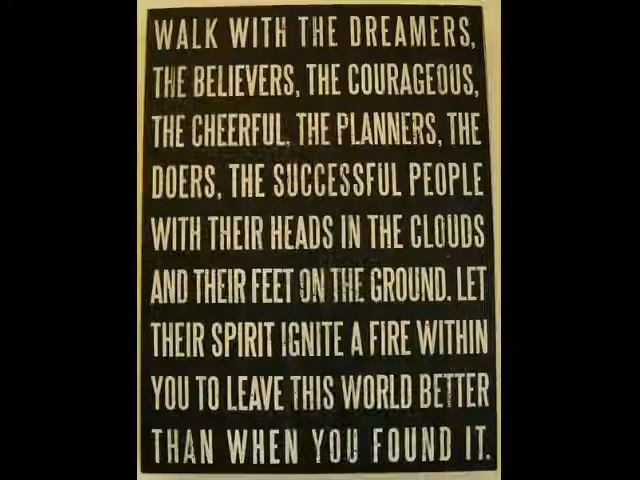 WALK WITH THE DREAMERS,
THE BELIEVERS, THE COURAGEOUS,
THE CHEERFUL, THE PLANNERS, THE
DOERS, THE SUCCESSFUL PEOPLE
WITH THEIR HEADS IN THE CLOUDS
AND THEIR FEET ON THE GROUND. LET
THEIR SPIRIT IGNITE A FIRE WITHIN
YOU TO LEAVE THIS WORLD BETTER
THAN WHEN YOU FOUND IT.